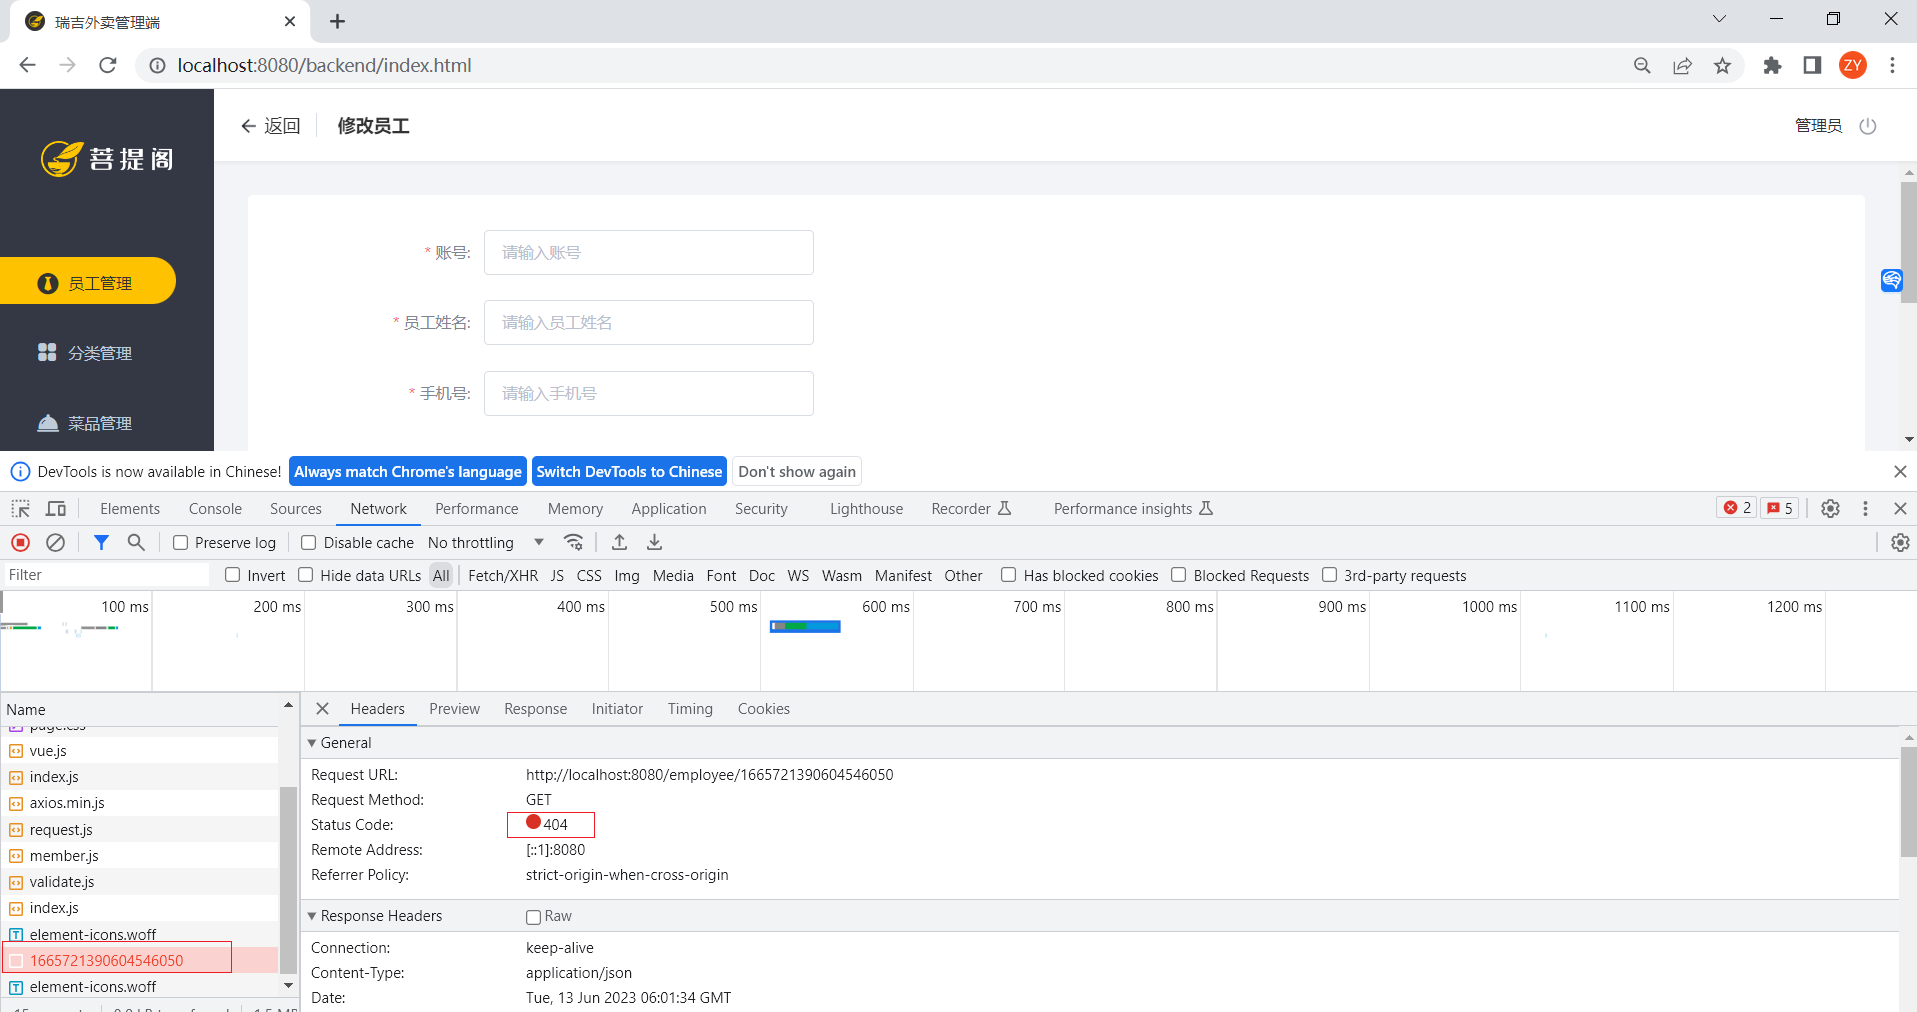 瑞吉外卖管理端
localhost:8080/backend/index.html
ZY
菩提阁
返回 修改员工 管理员
员工管理
分类管理
菜品管理
* 账号: 请输入账号
* 员工姓名: 请输入员工姓名
* 手机号: 请输入手机号
DevTools is now available in Chinese! Always match Chrome's language Switch DevTools to Chinese Don't show again
Elements Console Sources Network Performance Memory Application Security Lighthouse Recorder Performance insights 2 5
Preserve log Disable cache No throttling
Filter Invert Hide data URLs All Fetch/XHR JS CSS Img Media Font Doc WS Wasm Manifest Other Has blocked cookies Blocked Requests 3rd-party requests
100 ms 200 ms 300 ms 400 ms 500 ms 600 ms 700 ms 800 ms 900 ms 1000 ms 1100 ms 1200 ms
Name
page.css
vue.js
index.js
axios.min.js
request.js
member.js
validate.js
index.js
element-icons.woff
1665721390604546050
element-icons.woff
Headers Preview Response Initiator Timing Cookies
General
Request URL: http://localhost:8080/employee/1665721390604546050
Request Method: GET
Status Code: 404
Remote Address: [::1]:8080
Referrer Policy: strict-origin-when-cross-origin
Response Headers Raw
Connection: keep-alive
Content-Type: application/json
Date: Tue, 13 Jun 2023 06:01:34 GMT